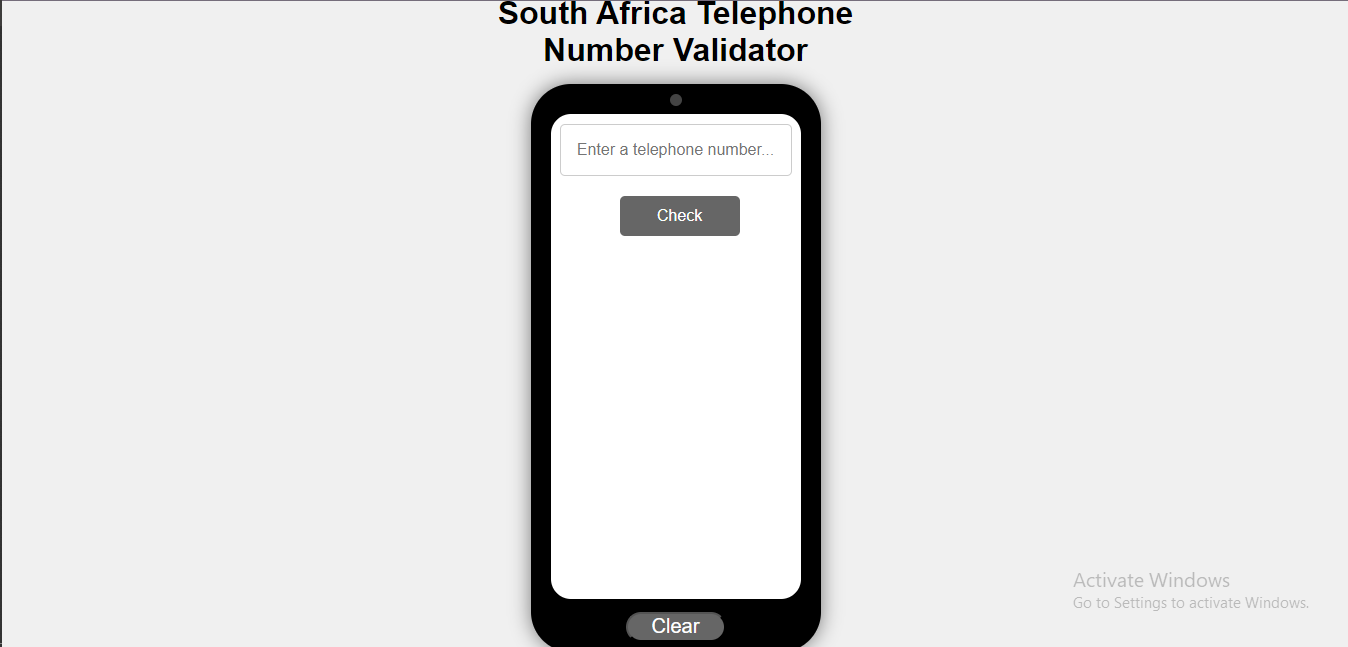 South Africa Telephone
Number Validator
Enter a telephone number...
Check
Clear
Activate Windows
Go to Settings to activate Windows.